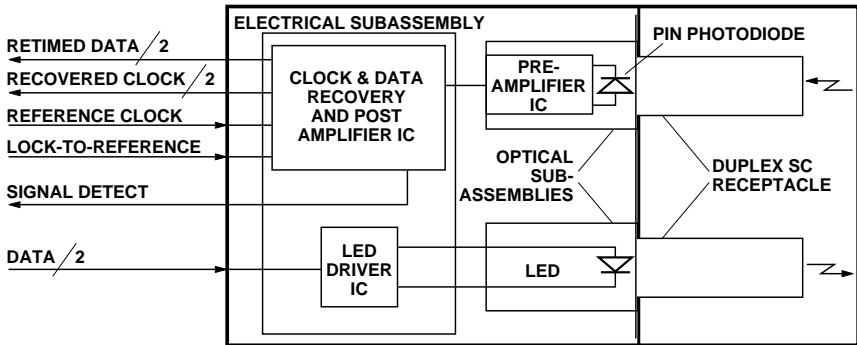 ELECTRICAL SUBASSEMBLY
RETIMED DATA /2
RECOVERED CLOCK /2
REFERENCE CLOCK
LOCK-TO-REFERENCE
SIGNAL DETECT
DATA /2
CLOCK & DATA
RECOVERY
AND POST
AMPLIFIER IC
PRE-
AMPLIFIER
IC
PIN PHOTODIODE
OPTICAL
SUB-
ASSEMBLIES
DUPLEX SC
RECEPTACLE
LED
DRIVER
IC
LED